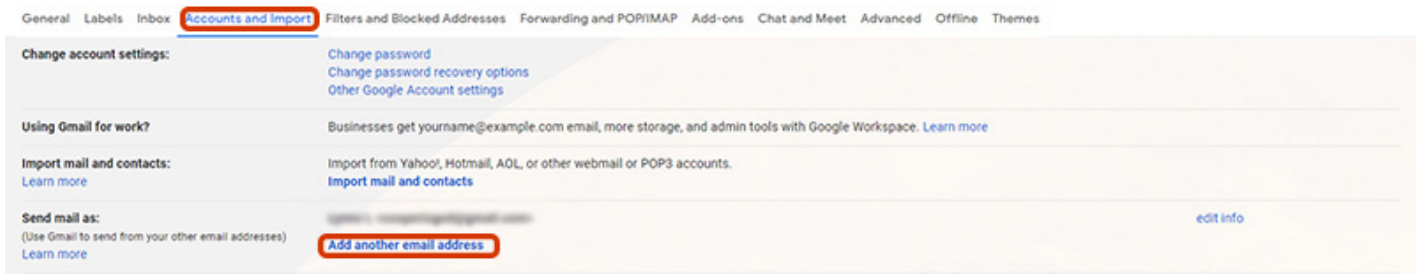 General Labels Inbox Accounts and Import Filters and Blocked Addresses Forwarding and POP/IMAP Add-ons Chat and Meet Advanced Offline Themes
Change account settings: Change password
Change password recovery options
Other Google Account settings
Using Gmail for work? Businesses get yourname@example.com email, more storage, and admin tools with Google Workspace. Learn more
Import mail and contacts: Import from Yahoo!, Hotmail, AOL, or other webmail or POP3 accounts.
Learn more Import mail and contacts
Send mail as: edit info
(Use Gmail to send from your other email addresses) Add another email address
Learn more